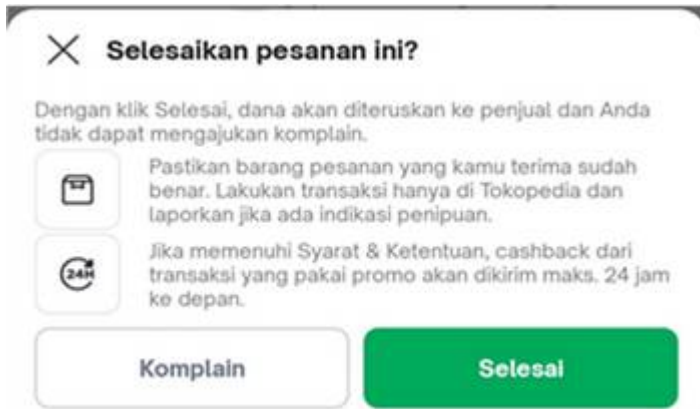 Selesaikan pesanan ini?
Dengan klik Selesai, dana akan diteruskan ke penjual dan Anda
tidak dapat mengajukan komplain.
Pastikan barang pesanan yang kamu terima sudah
benar. Lakukan transaksi hanya di Tokopedia dan
laporkan jika ada indikasi penipuan.
24H
Jika memenuhi Syarat & Ketentuan, cashback dari
transaksi yang pakai promo akan dikirim maks. 24 jam
ke depan.
Komplain
Selesai